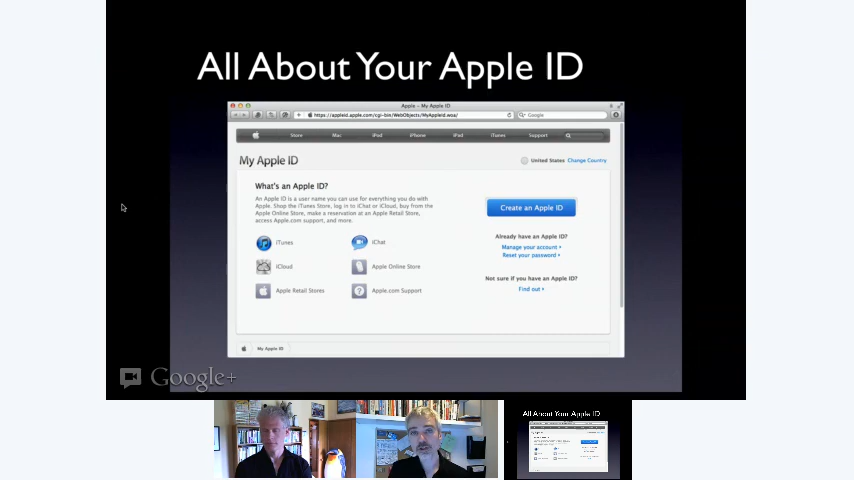 All About Your Apple ID
Apple – My Apple ID
https://appleid.apple.com/cgi-bin/WebObjects/MyAppleId.woa/
Google
Store Mac iPod iPhone iPad iTunes Support
My Apple ID
United States Change Country
What's an Apple ID?
An Apple ID is a user name you can use for everything you do with
Apple. Shop the iTunes Store, log in to iChat or iCloud, buy from the
Apple Online Store, make a reservation at an Apple Retail Store,
access Apple.com support, and more.
iTunes iChat
iCloud Apple Online Store
Apple Retail Stores Apple.com Support
Create an Apple ID
Already have an Apple ID?
Manage your account ›
Reset your password ›
Not sure if you have an Apple ID?
Find out ›
My Apple ID
Google+
All About Your Apple ID